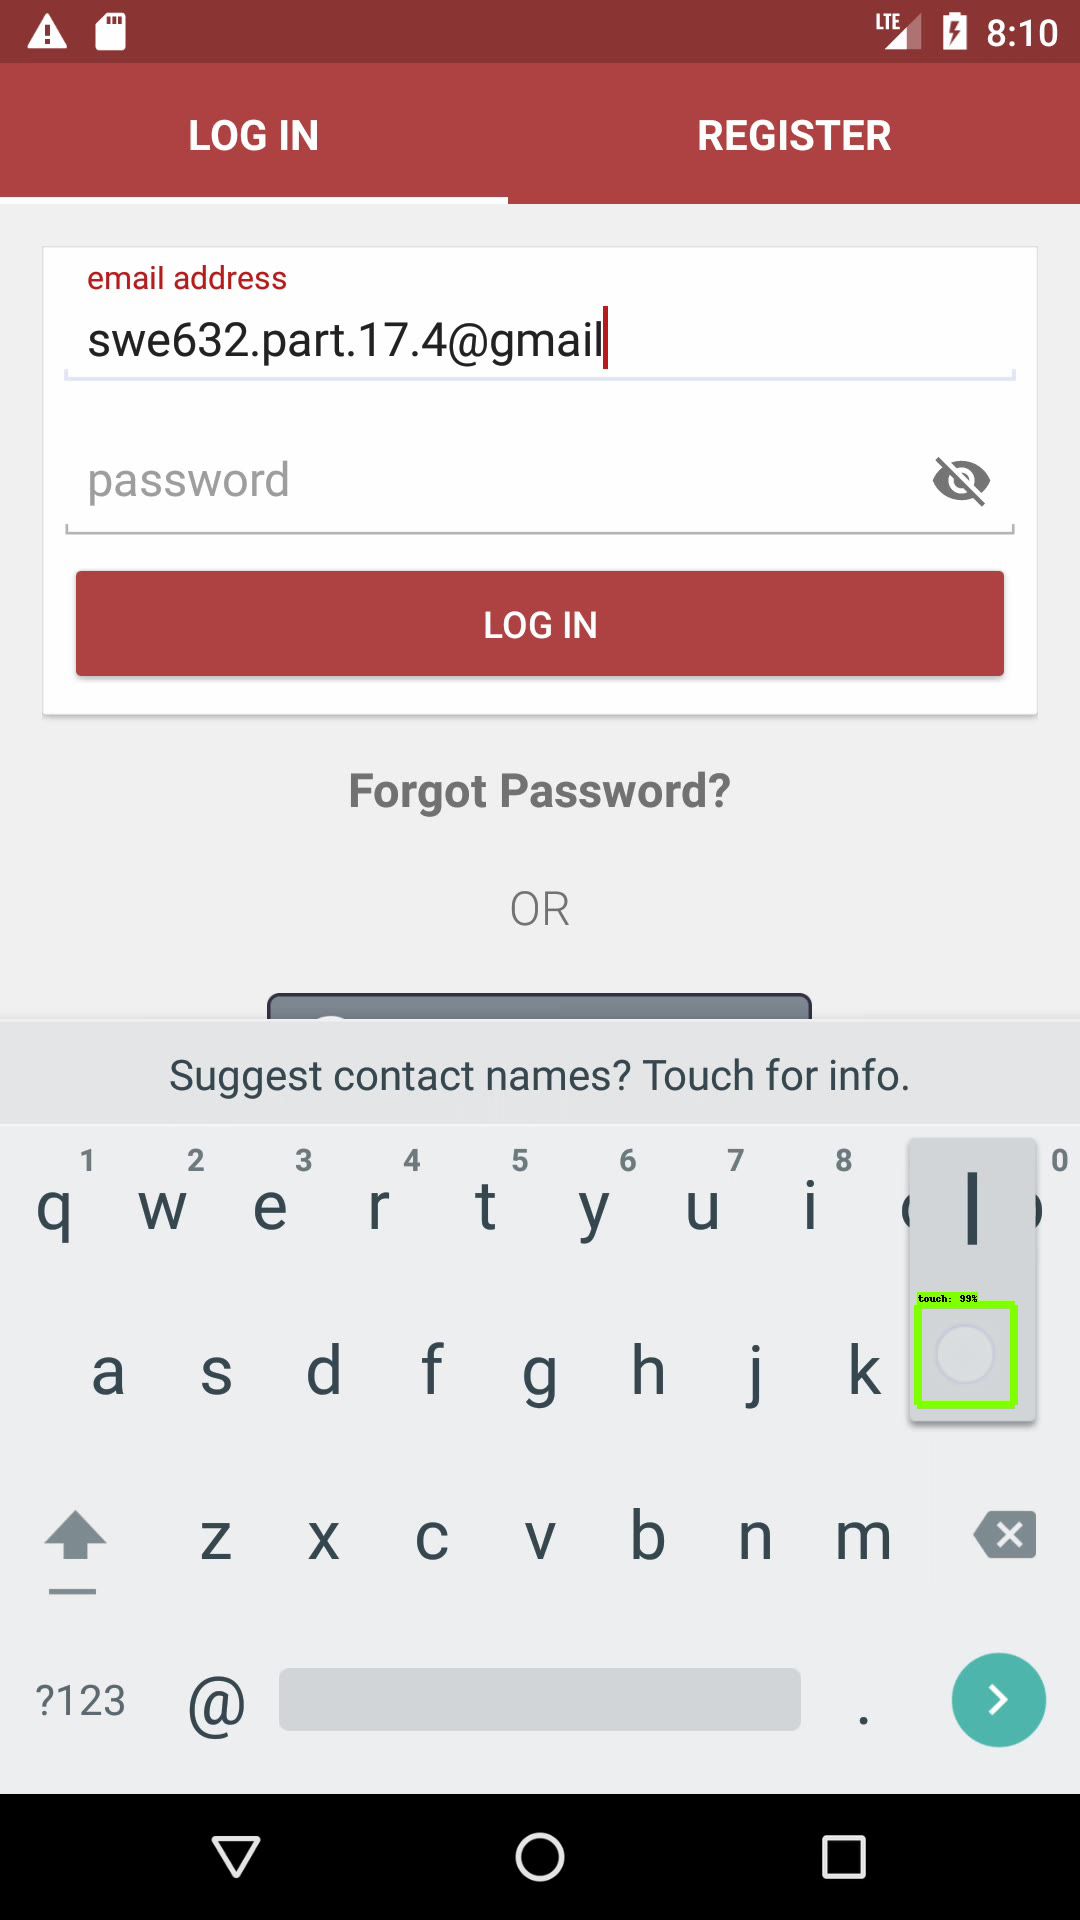 LTE 8:10
LOG IN REGISTER
email address
swe632.part.17.4@gmail
password
LOG IN
Forgot Password?
OR
Suggest contact names? Touch for info.
1 2 3 4 5 6 7 8 0
q w e r t y u i l
touch: 99%
a s d f g h j k
z x c v b n m
?123 @ .